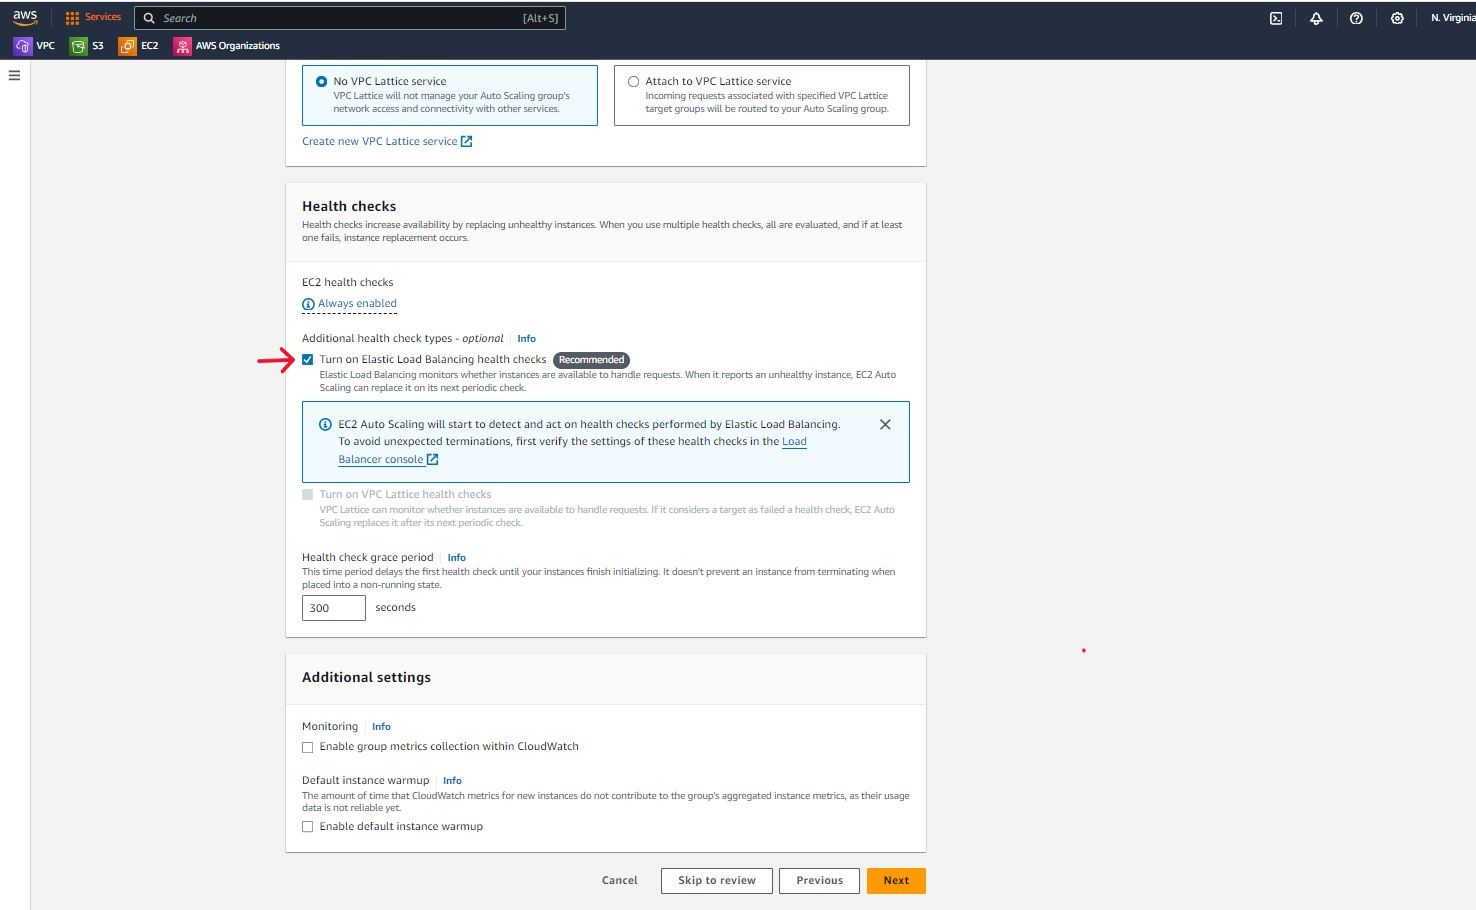 aws
Services
Search
[Alt+S]
N. Virginia
VPC
S3
EC2
AWS Organizations
No VPC Lattice service
VPC Lattice will not manage your Auto Scaling group's
network access and connectivity with other services.
Attach to VPC Lattice service
Incoming requests associated with specified VPC Lattice
target groups will be routed to your Auto Scaling group.
Create new VPC Lattice service
Health checks
Health checks increase availability by replacing unhealthy instances. When you use multiple health checks, all are evaluated, and if at least
one fails, instance replacement occurs.
EC2 health checks
Always enabled
Additional health check types - optional Info
Turn on Elastic Load Balancing health checks Recommended
Elastic Load Balancing monitors whether instances are available to handle requests. When it reports an unhealthy instance, EC2 Auto
Scaling can replace it on its next periodic check.
EC2 Auto Scaling will start to detect and act on health checks performed by Elastic Load Balancing.
To avoid unexpected terminations, first verify the settings of these health checks in the Load
Balancer console
Turn on VPC Lattice health checks
VPC Lattice can monitor whether instances are available to handle requests. If it considers a target as failed a health check, EC2 Auto
Scaling replaces it after its next periodic check.
Health check grace period Info
This time period delays the first health check until your instances finish initializing. It doesn't prevent an instance from terminating when
placed into a non-running state.
300 seconds
Additional settings
Monitoring Info
Enable group metrics collection within CloudWatch
Default instance warmup Info
The amount of time that CloudWatch metrics for new instances do not contribute to the group's aggregated instance metrics, as their usage
data is not reliable yet.
Enable default instance warmup
Cancel
Skip to review
Previous
Next